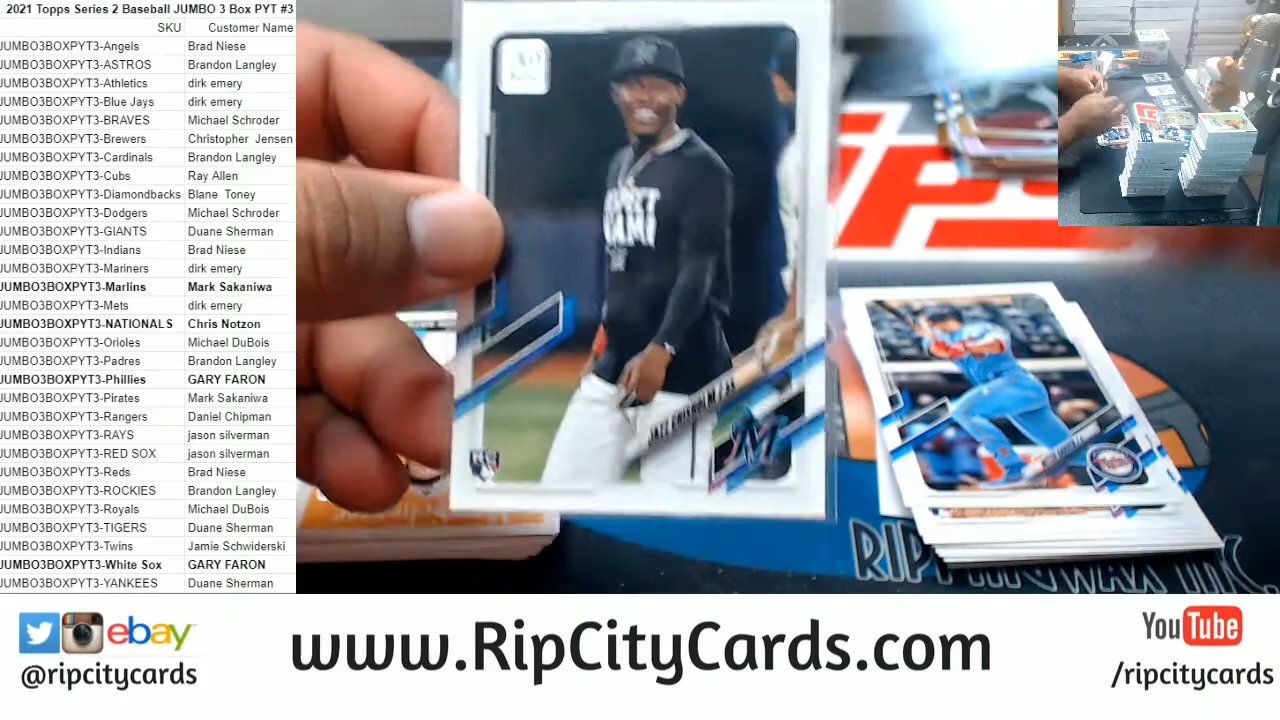 2021 Topps Series 2 Baseball JUMBO 3 Box PYT #3
SKU Customer Name
JUMBO3BOXPYT3-Angels Brad Niese
JUMBO3BOXPYT3-ASTROS Brandon Langley
JUMBO3BOXPYT3-Athletics dirk emery
JUMBO3BOXPYT3-Blue Jays dirk emery
JUMBO3BOXPYT3-BRAVES Michael Schroder
JUMBO3BOXPYT3-Brewers Christopher Jensen
JUMBO3BOXPYT3-Cardinals Brandon Langley
JUMBO3BOXPYT3-Cubs Ray Allen
JUMBO3BOXPYT3-Diamondbacks Blane Toney
JUMBO3BOXPYT3-Dodgers Michael Schroder
JUMBO3BOXPYT3-GIANTS Duane Sherman
JUMBO3BOXPYT3-Indians Brad Niese
JUMBO3BOXPYT3-Mariners dirk emery
JUMBO3BOXPYT3-Marlins Mark Sakaniwa
JUMBO3BOXPYT3-Mets dirk emery
JUMBO3BOXPYT3-NATIONALS Chris Notzon
JUMBO3BOXPYT3-Orioles Michael DuBois
JUMBO3BOXPYT3-Padres Brandon Langley
JUMBO3BOXPYT3-Phillies GARY FARON
JUMBO3BOXPYT3-Pirates Mark Sakaniwa
JUMBO3BOXPYT3-Rangers Daniel Chipman
JUMBO3BOXPYT3-RAYS jason silverman
JUMBO3BOXPYT3-RED SOX jason silverman
JUMBO3BOXPYT3-Reds Brad Niese
JUMBO3BOXPYT3-ROCKIES Brandon Langley
JUMBO3BOXPYT3-Royals Michael DuBois
JUMBO3BOXPYT3-TIGERS Duane Sherman
JUMBO3BOXPYT3-Twins Jamie Schwiderski
JUMBO3BOXPYT3-White Sox GARY FARON
JUMBO3BOXPYT3-YANKEES Duane Sherman
JAZZ CHISHOLM JR.
M
RIPPINGWAX INC.
ebay
@ripcitycards
www.RipCityCards.com
YouTube
/ripcitycards